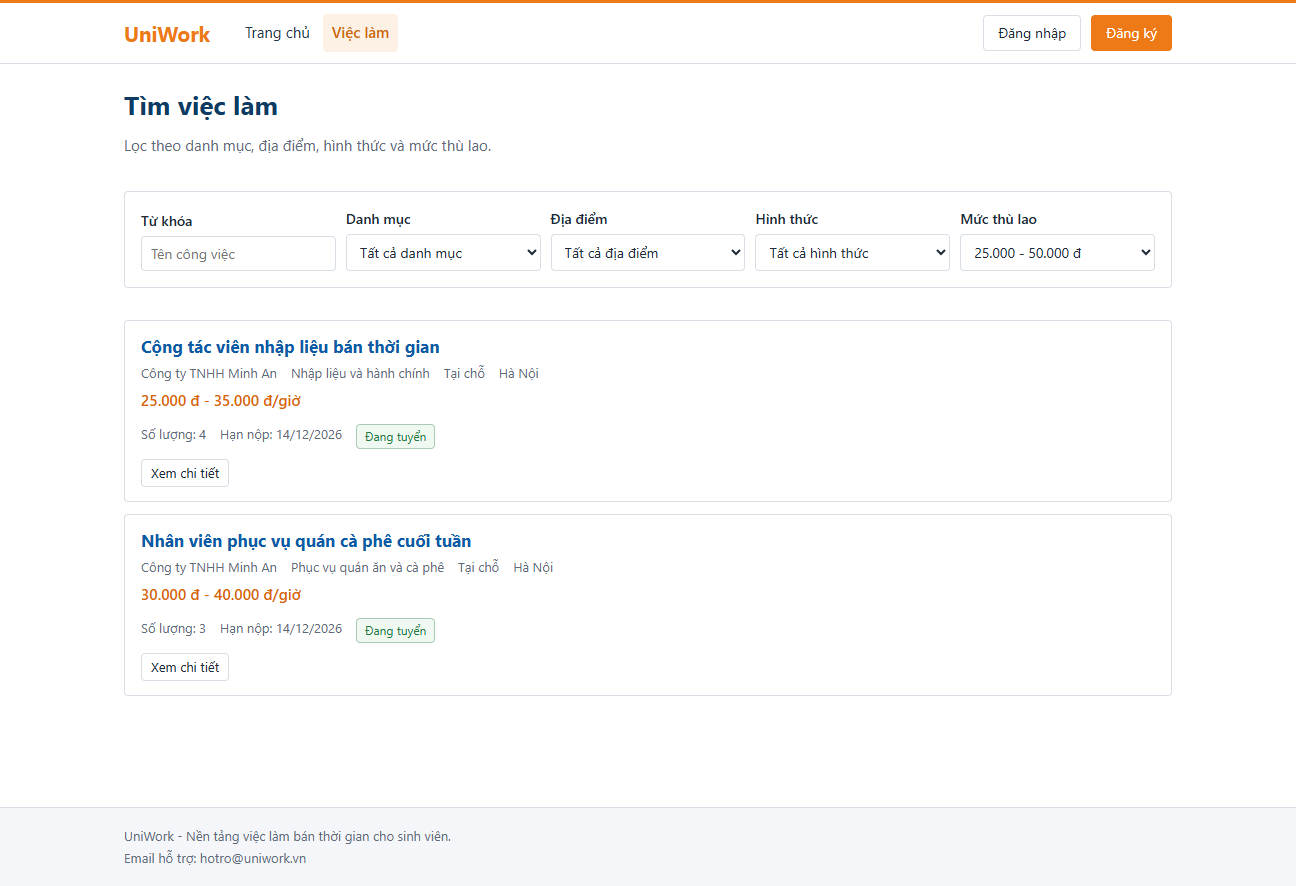 UniWork Trang chủ Việc làm Đăng nhập Đăng ký
Tìm việc làm
Lọc theo danh mục, địa điểm, hình thức và mức thù lao.
Từ khóa Danh mục Địa điểm Hình thức Mức thù lao
Tên công việc Tất cả danh mục Tất cả địa điểm Tất cả hình thức 25.000 - 50.000 đ
Cộng tác viên nhập liệu bán thời gian
Công ty TNHH Minh An Nhập liệu và hành chính Tại chỗ Hà Nội
25.000 đ - 35.000 đ/giờ
Số lượng: 4 Hạn nộp: 14/12/2026 Đang tuyển
Xem chi tiết
Nhân viên phục vụ quán cà phê cuối tuần
Công ty TNHH Minh An Phục vụ quán ăn và cà phê Tại chỗ Hà Nội
30.000 đ - 40.000 đ/giờ
Số lượng: 3 Hạn nộp: 14/12/2026 Đang tuyển
Xem chi tiết
UniWork - Nền tảng việc làm bán thời gian cho sinh viên.
Email hỗ trợ: hotro@uniwork.vn